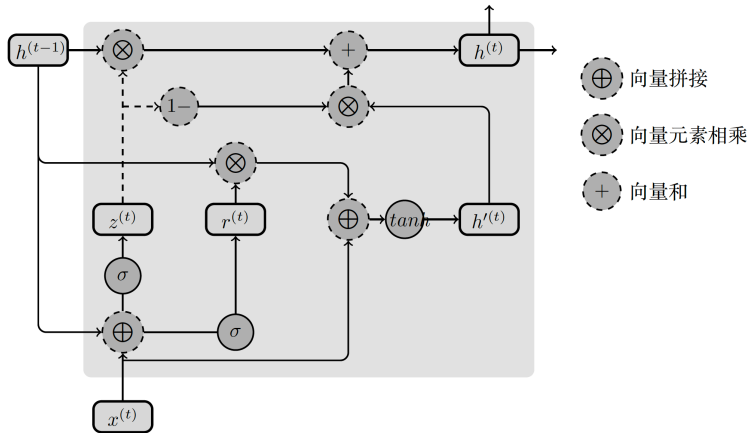 h^{(t-1)}
⊗
+
h^{(t)}
⊕ 向量拼接
1−
⊗
⊗ 向量元素相乘
⊗
+ 向量和
z^{(t)}
r^{(t)}
⊕
tanh
h'^{(t)}
σ
⊕
σ
x^{(t)}